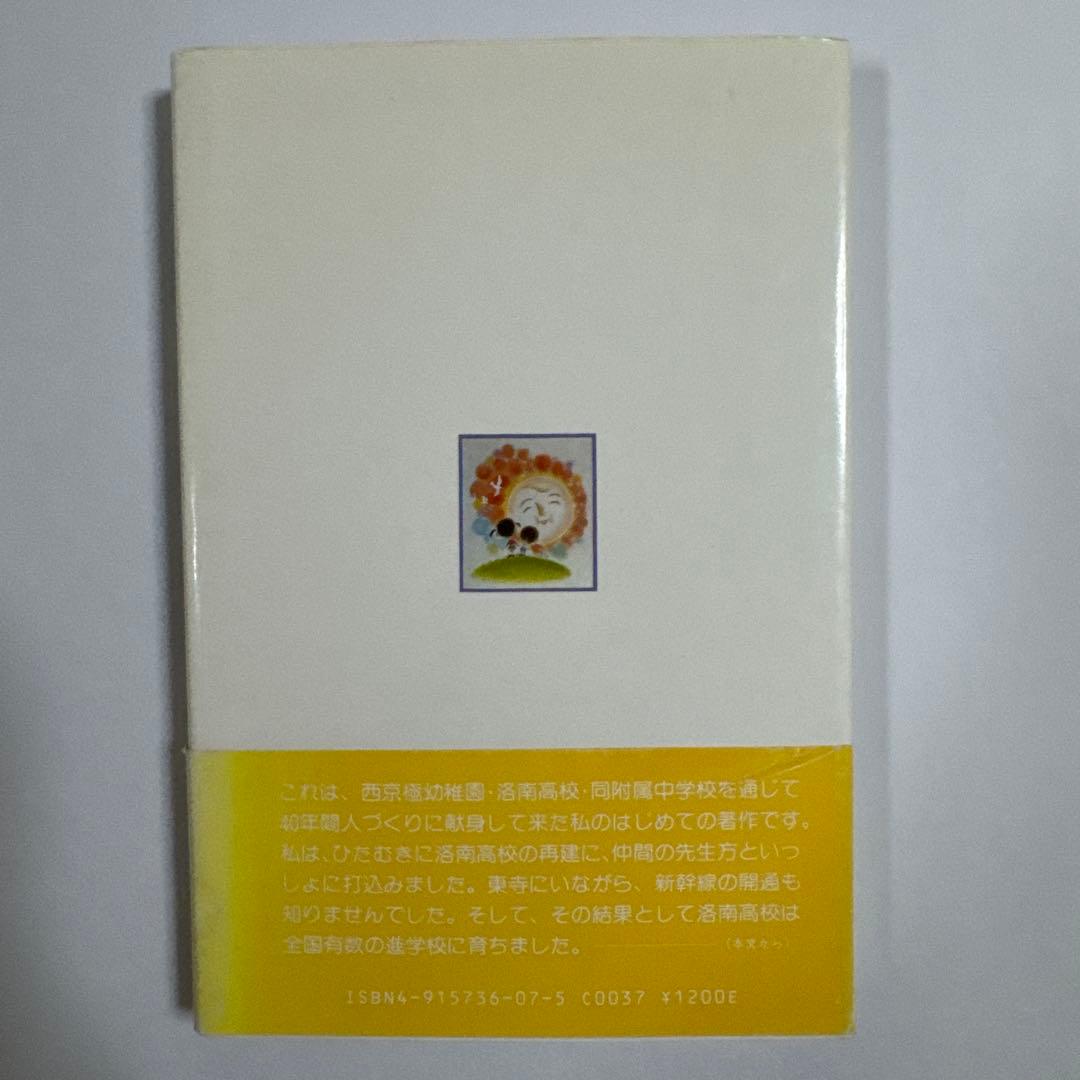 これは、西京極幼稚園・洛南高校・同附属中学校を通じて
40年間人づくりに献身して来た私のはじめての著作です。
私は、ひたむきに洛南高校の再建に、仲間の先生方といっ
しょに打込みました。東寺にいながら、新幹線の開通も
知りませんでした。そして、その結果として洛南高校は
全国有数の進学校に育ちました。――――（本文から）
ISBN4-915736-07-5 C0037 ¥1200E